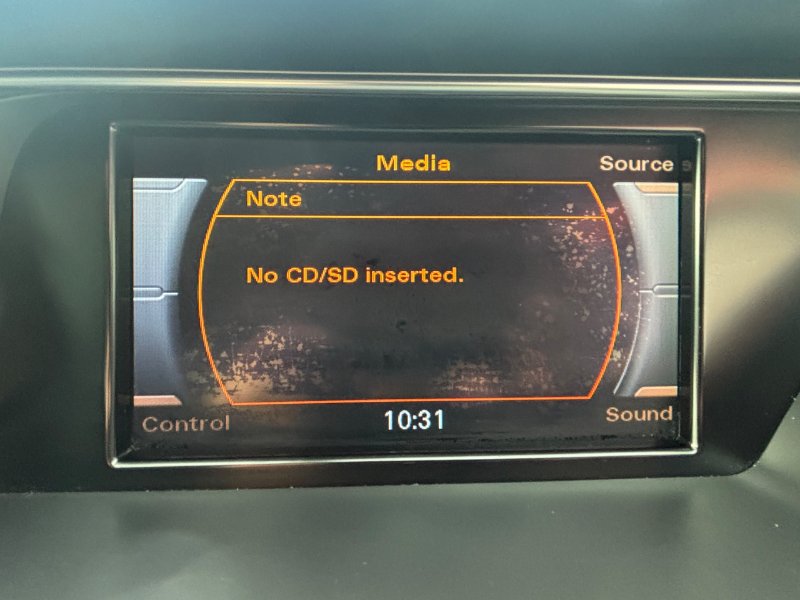 Media
Source
Note
No CD/SD inserted.
Control
10:31
Sound